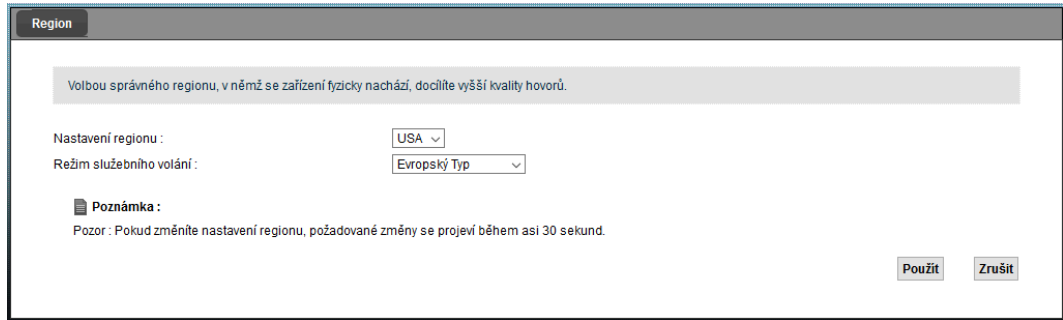 Region
Volbou správného regionu, v němž se zařízení fyzicky nachází, docílíte vyšší kvality hovorů.
Nastavení regionu : USA
Režim služebního volání : Evropský Typ
Poznámka :
Pozor : Pokud změníte nastavení regionu, požadované změny se projeví během asi 30 sekund.
Použít Zrušit